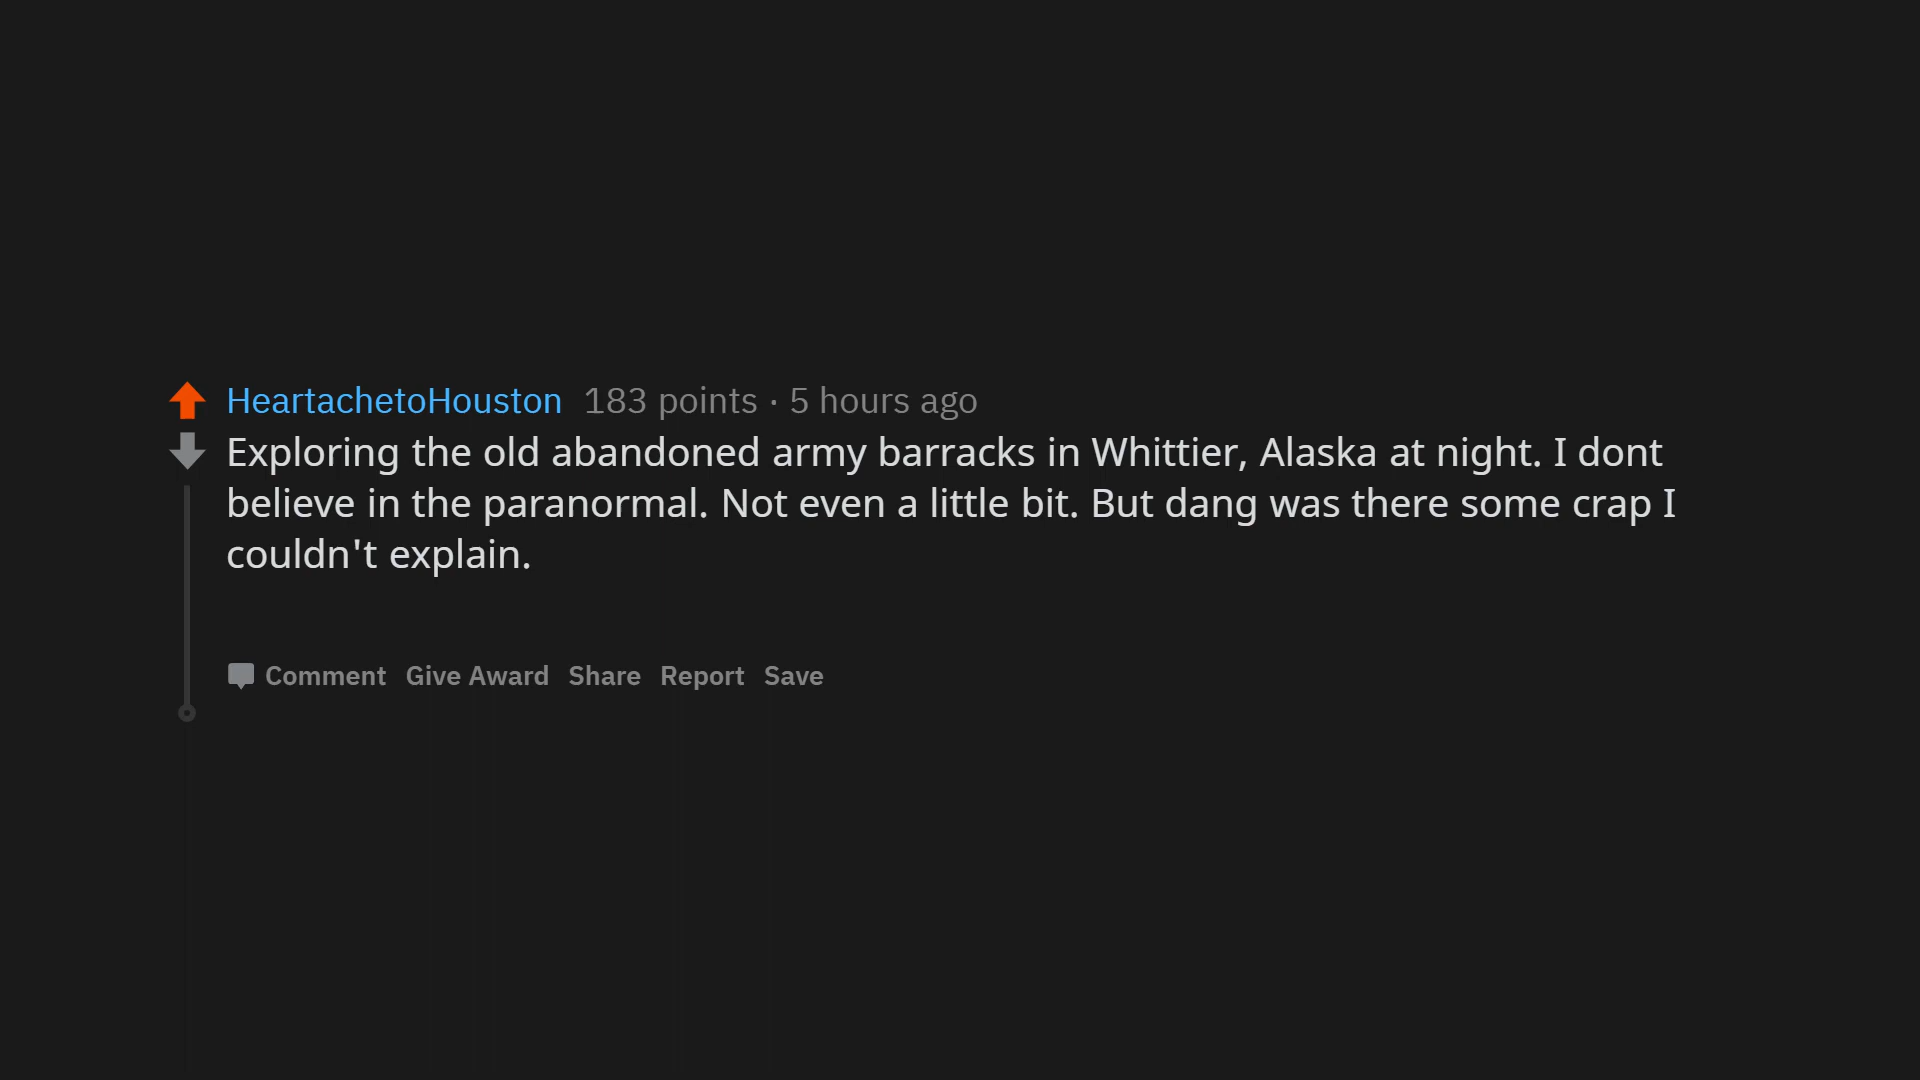 HeartachetoHouston 183 points · 5 hours ago
Exploring the old abandoned army barracks in Whittier, Alaska at night. I dont
believe in the paranormal. Not even a little bit. But dang was there some crap I
couldn't explain.
Comment Give Award Share Report Save